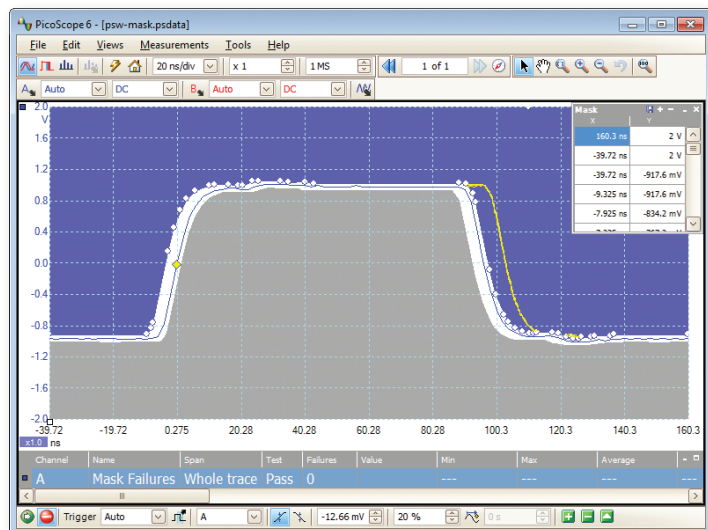 PicoScope 6 - [psw-mask.psdata]
File Edit Views Measurements Tools Help
20 ns/div x 1 1 MS 1 of 1
A Auto DC B Auto DC
2.0
V
1.6
1.2
0.8
0.4
0.0
-0.4
-0.8
-1.2
-1.6
-2.0
Mask
X Y
160.3 ns 2 V
-39.72 ns 2 V
-39.72 ns -917.6 mV
-9.325 ns -917.6 mV
-7.925 ns -834.2 mV
-39.72 -19.72 0.275 20.28 40.28 60.28 80.28 100.3 120.3 140.3 160.3
x1.0 ns
Channel Name Span Test Failures Value Min Max Average
A Mask Failures Whole trace Pass 0 --- --- ---
Trigger Auto A -12.66 mV 20 % 0 s